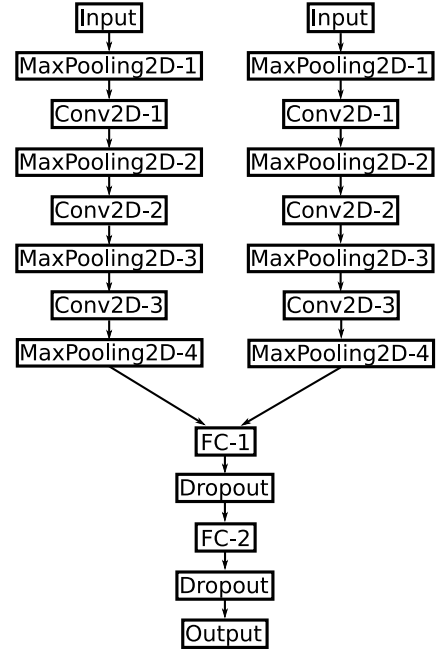 Input
MaxPooling2D-1
Conv2D-1
MaxPooling2D-2
Conv2D-2
MaxPooling2D-3
Conv2D-3
MaxPooling2D-4
Input
MaxPooling2D-1
Conv2D-1
MaxPooling2D-2
Conv2D-2
MaxPooling2D-3
Conv2D-3
MaxPooling2D-4
FC-1
Dropout
FC-2
Dropout
Output